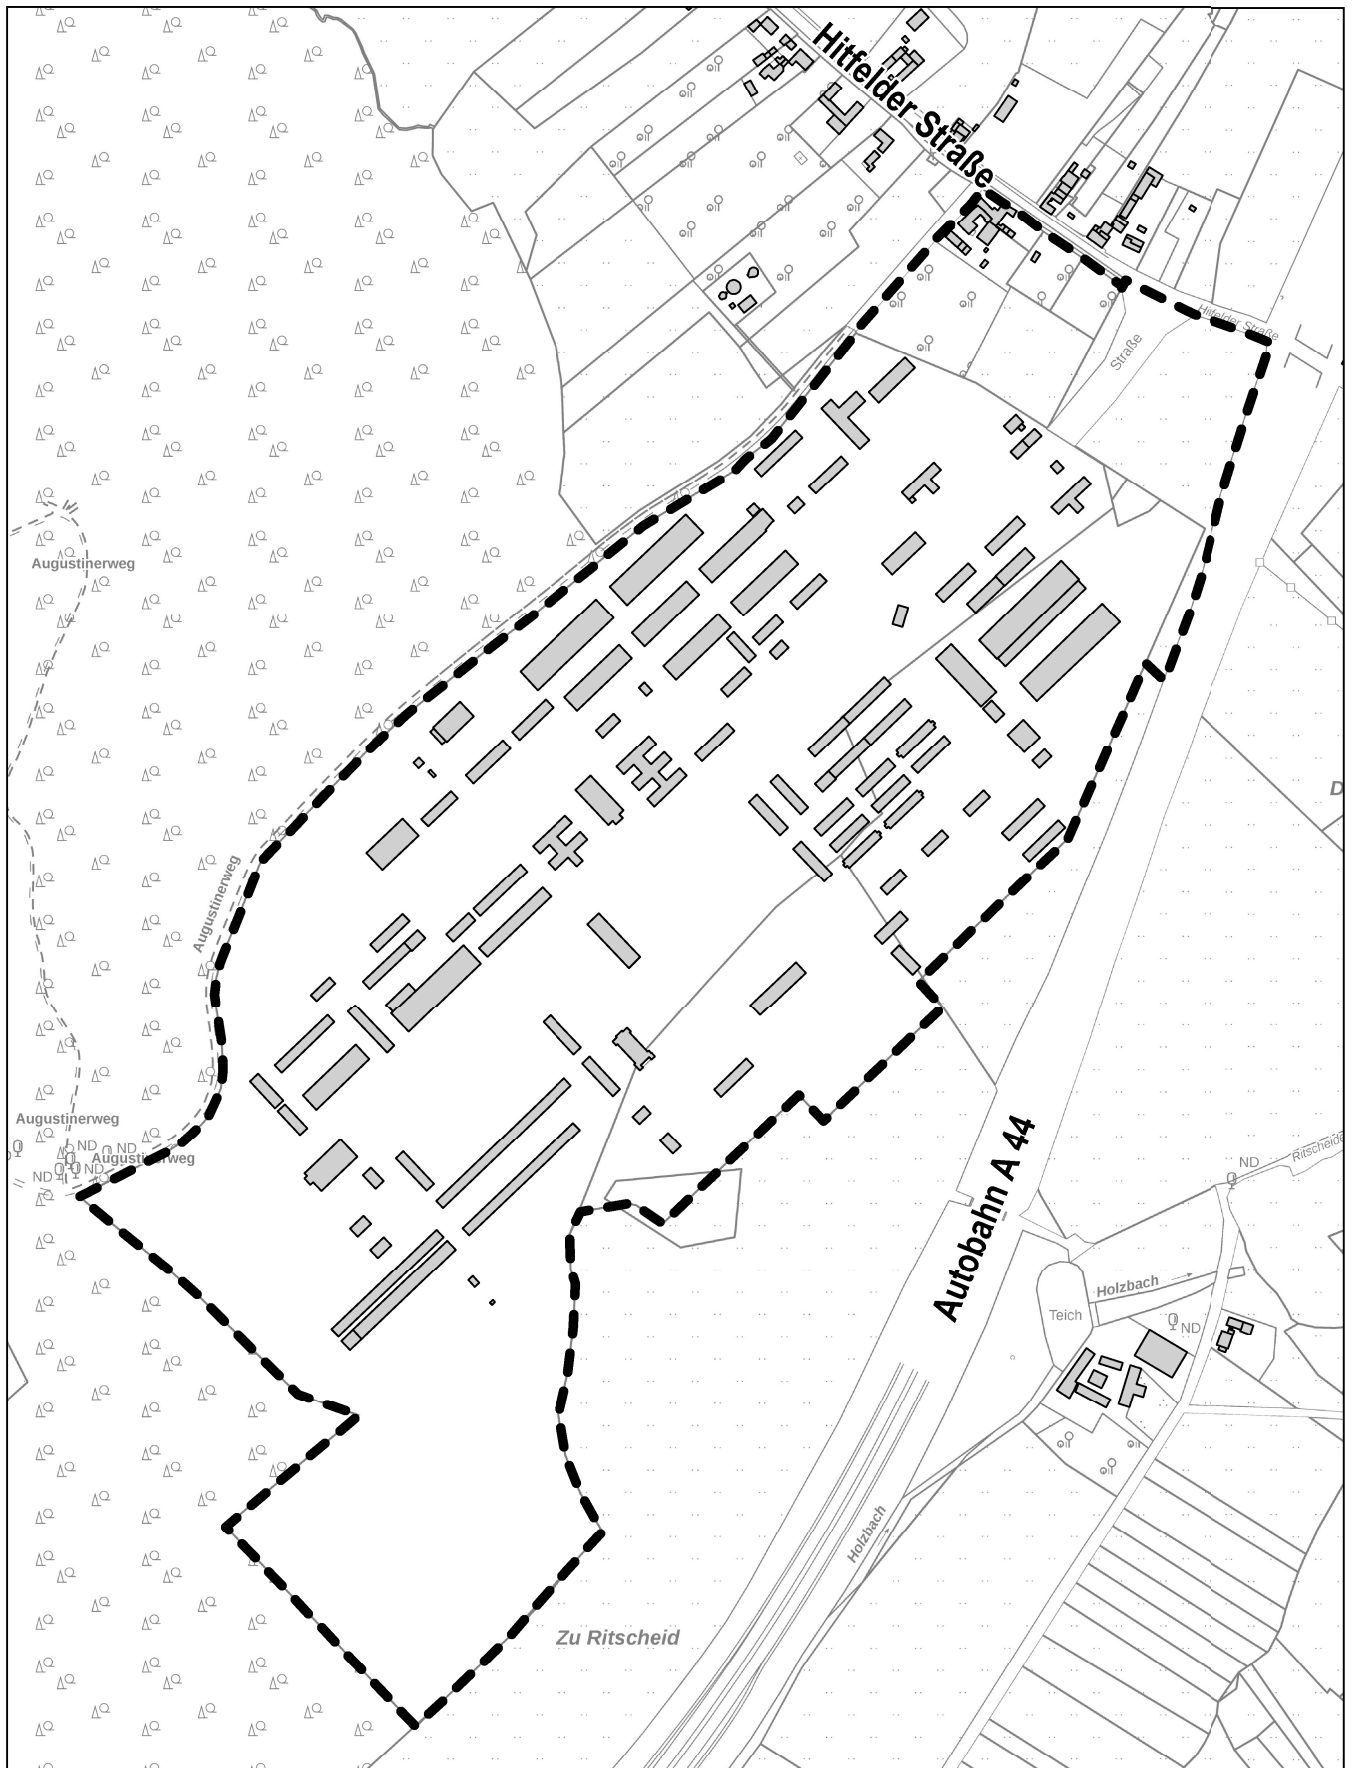 Hitfelder Straße
Hitfelder Straße
Straße
Augustinerweg
D
Augustinerweg
Augustinerweg
ND
ND
Augustinerweg
ND
ND
Autobahn A 44
Ritscheide
ND
Holzbach
Teich
ND
Holzbach
Zu Ritscheid